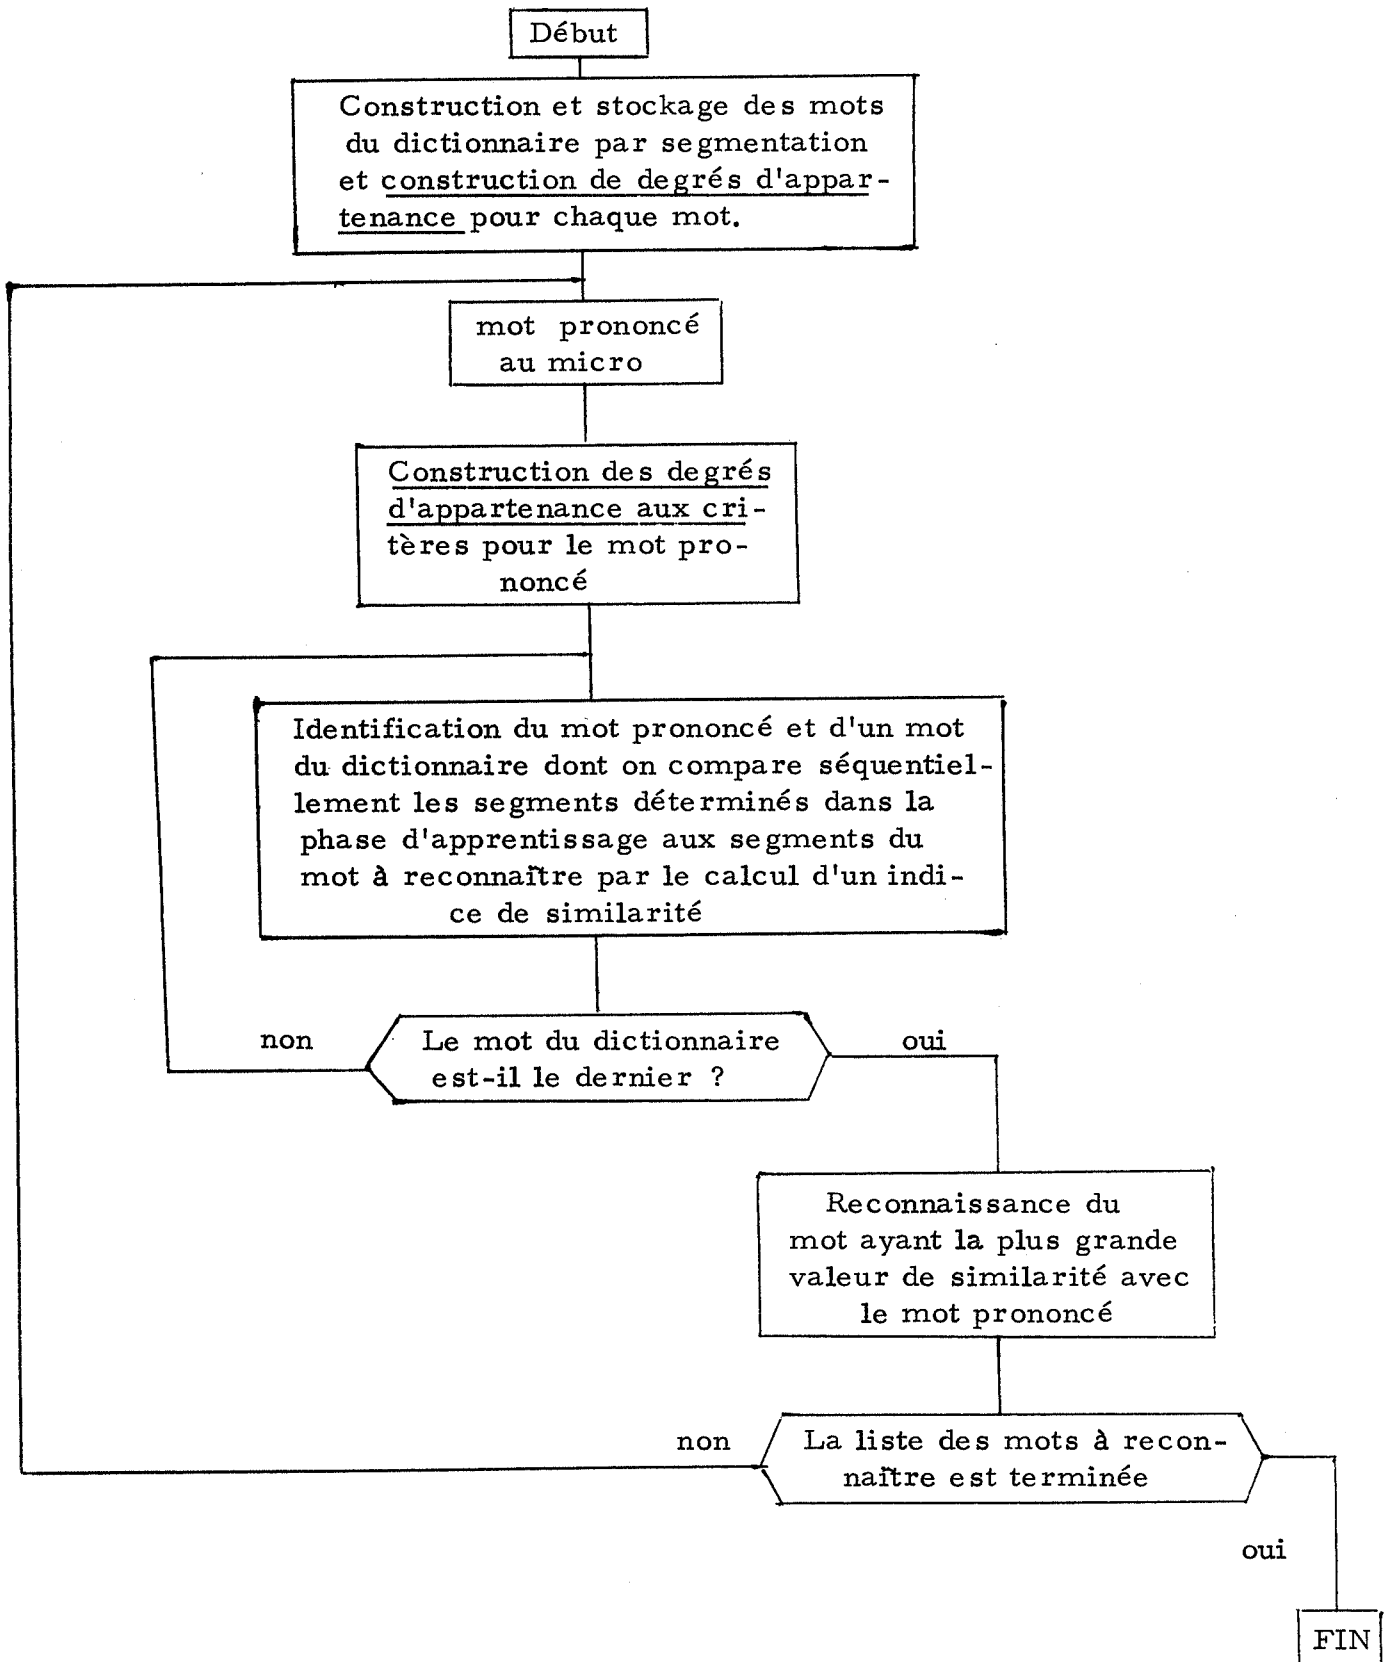 Début
Construction et stockage des mots
du dictionnaire par segmentation
et construction de degrés d'appar-
tenance pour chaque mot.
mot prononcé
au micro
Construction des degrés
d'appartenance aux cri-
tères pour le mot pro-
noncé
Identification du mot prononcé et d'un mot
du dictionnaire dont on compare séquentiel-
lement les segments déterminés dans la
phase d'apprentissage aux segments du
mot à reconnaître par le calcul d'un indi-
ce de similarité
non
Le mot du dictionnaire
est-il le dernier ?
oui
Reconnaissance du
mot ayant la plus grande
valeur de similarité avec
le mot prononcé
non
La liste des mots à recon-
naître est terminée
oui
FIN